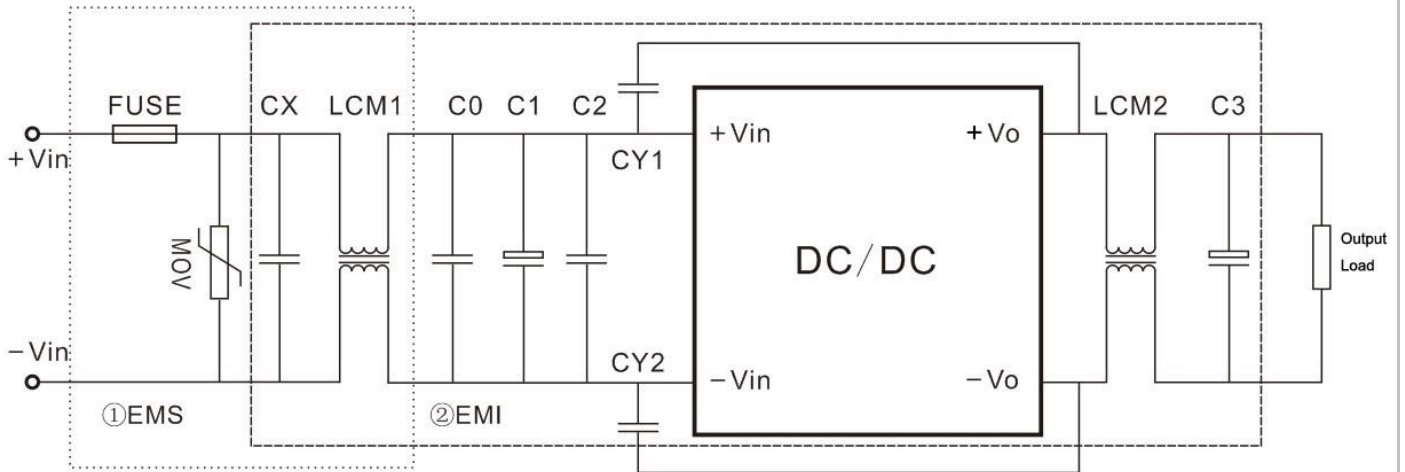 FUSE
CX
LCM1
C0
C1
C2
LCM2
C3
+Vin
CY1
+Vin
+Vo
MOV
DC/DC
Output
Load
-Vin
CY2
-Vin
-Vo
①EMS
②EMI